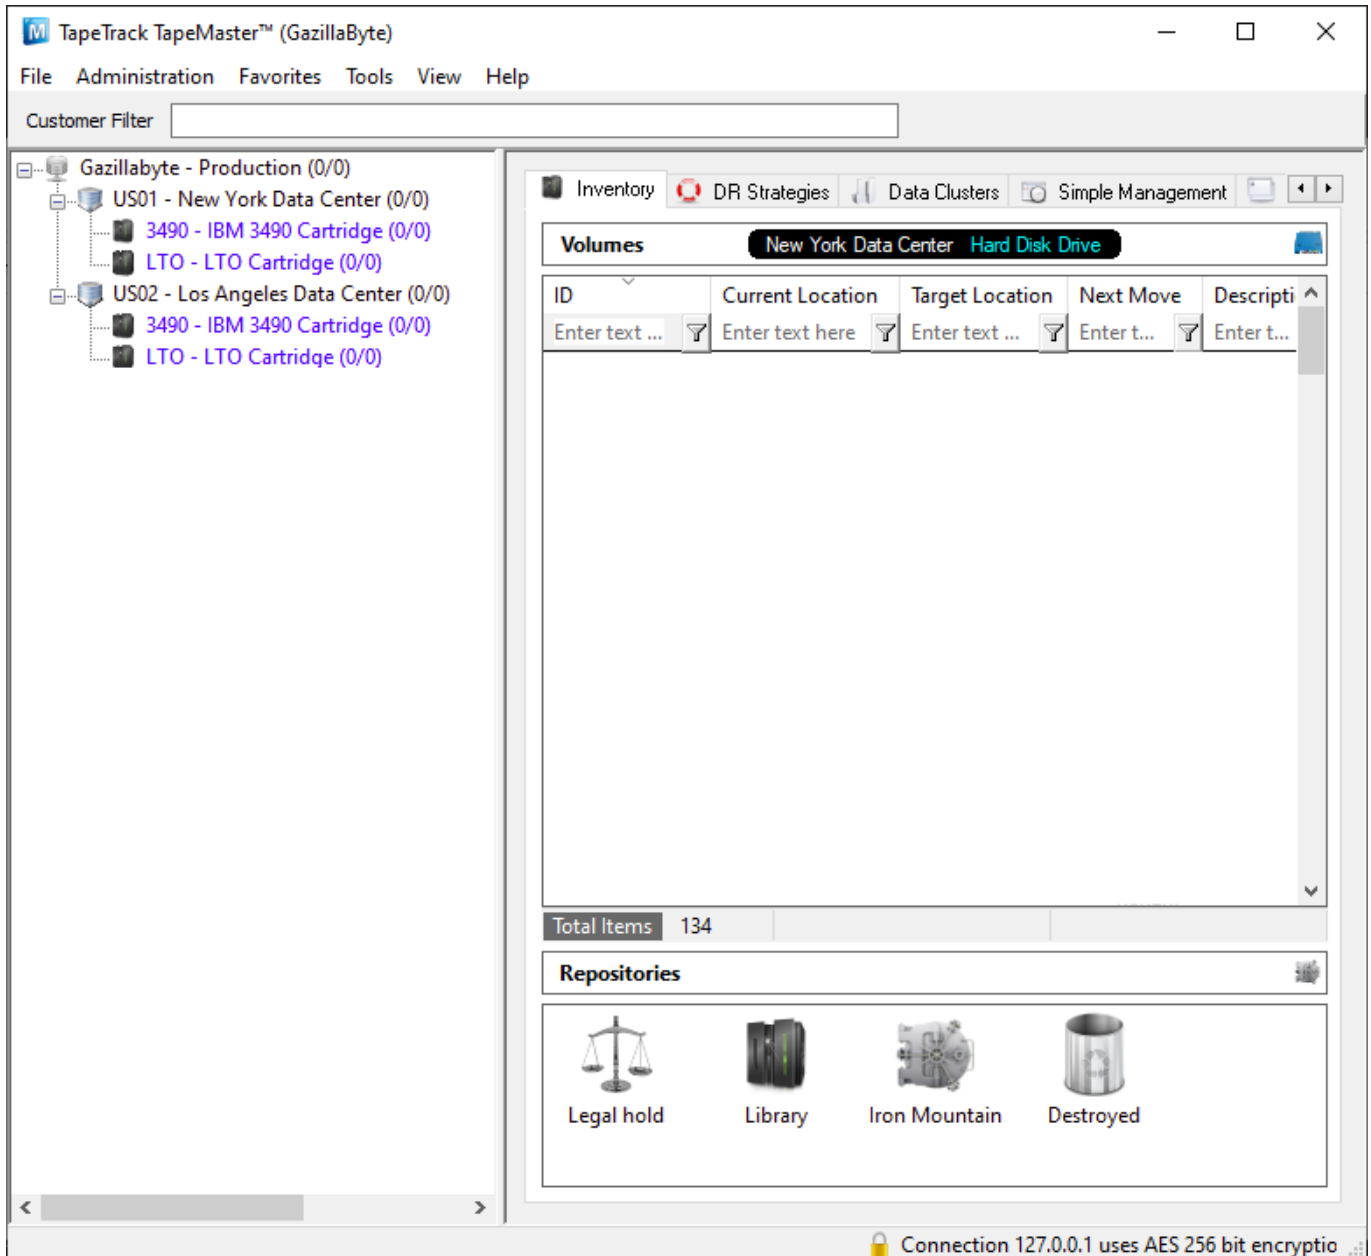 TapeTrack TapeMaster™ (GazillaByte)
File Administration Favorites Tools View Help
Customer Filter
Gazillabyte - Production (0/0)
US01 - New York Data Center (0/0)
3490 - IBM 3490 Cartridge (0/0)
LTO - LTO Cartridge (0/0)
US02 - Los Angeles Data Center (0/0)
3490 - IBM 3490 Cartridge (0/0)
LTO - LTO Cartridge (0/0)
Inventory DR Strategies Data Clusters Simple Management
Volumes New York Data Center Hard Disk Drive
ID Current Location Target Location Next Move Descripti
Enter text ... Enter text here Enter text ... Enter t... Enter t...
Total Items 134
Repositories
Legal hold Library Iron Mountain Destroyed
Connection 127.0.0.1 uses AES 256 bit encryptio